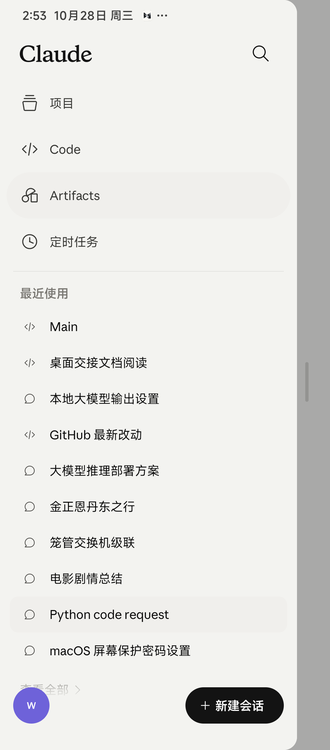 2:53 10月28日 周三
Claude
项目
Code
Artifacts
定时任务
最近使用
Main
桌面交接文档阅读
本地大模型输出设置
GitHub 最新改动
大模型推理部署方案
金正恩丹东之行
笼管交换机级联
电影剧情总结
Python code request
macOS 屏幕保护密码设置
查看全部
W
新建会话